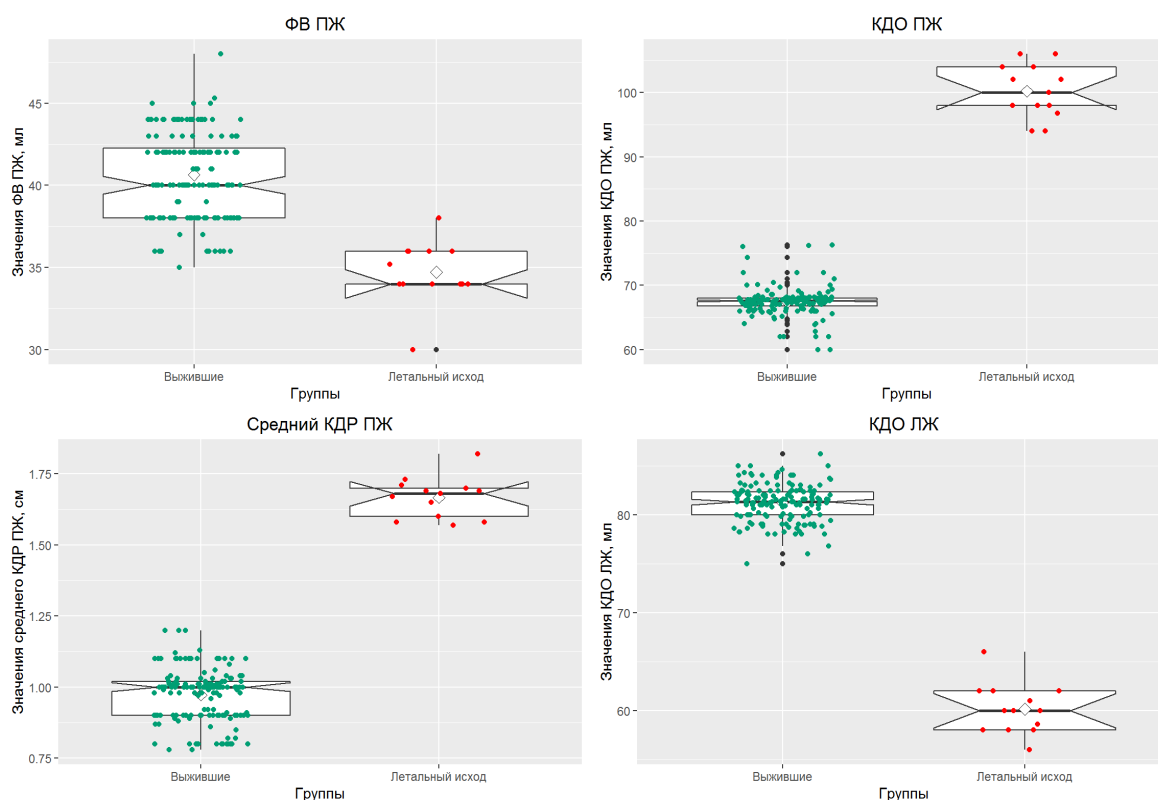 ФВ ПЖ
Значения ФВ ПЖ, мл
45
40
35
30
Выжившие
Летальный исход
Группы
КДО ПЖ
Значения КДО ПЖ, мл
100
90
80
70
60
Выжившие
Летальный исход
Группы
Средний КДР ПЖ
Значения среднего КДР ПЖ, см
1.75
1.50
1.25
1.00
0.75
Выжившие
Летальный исход
Группы
КДО ЛЖ
Значения КДО ЛЖ, мл
80
70
60
Выжившие
Летальный исход
Группы